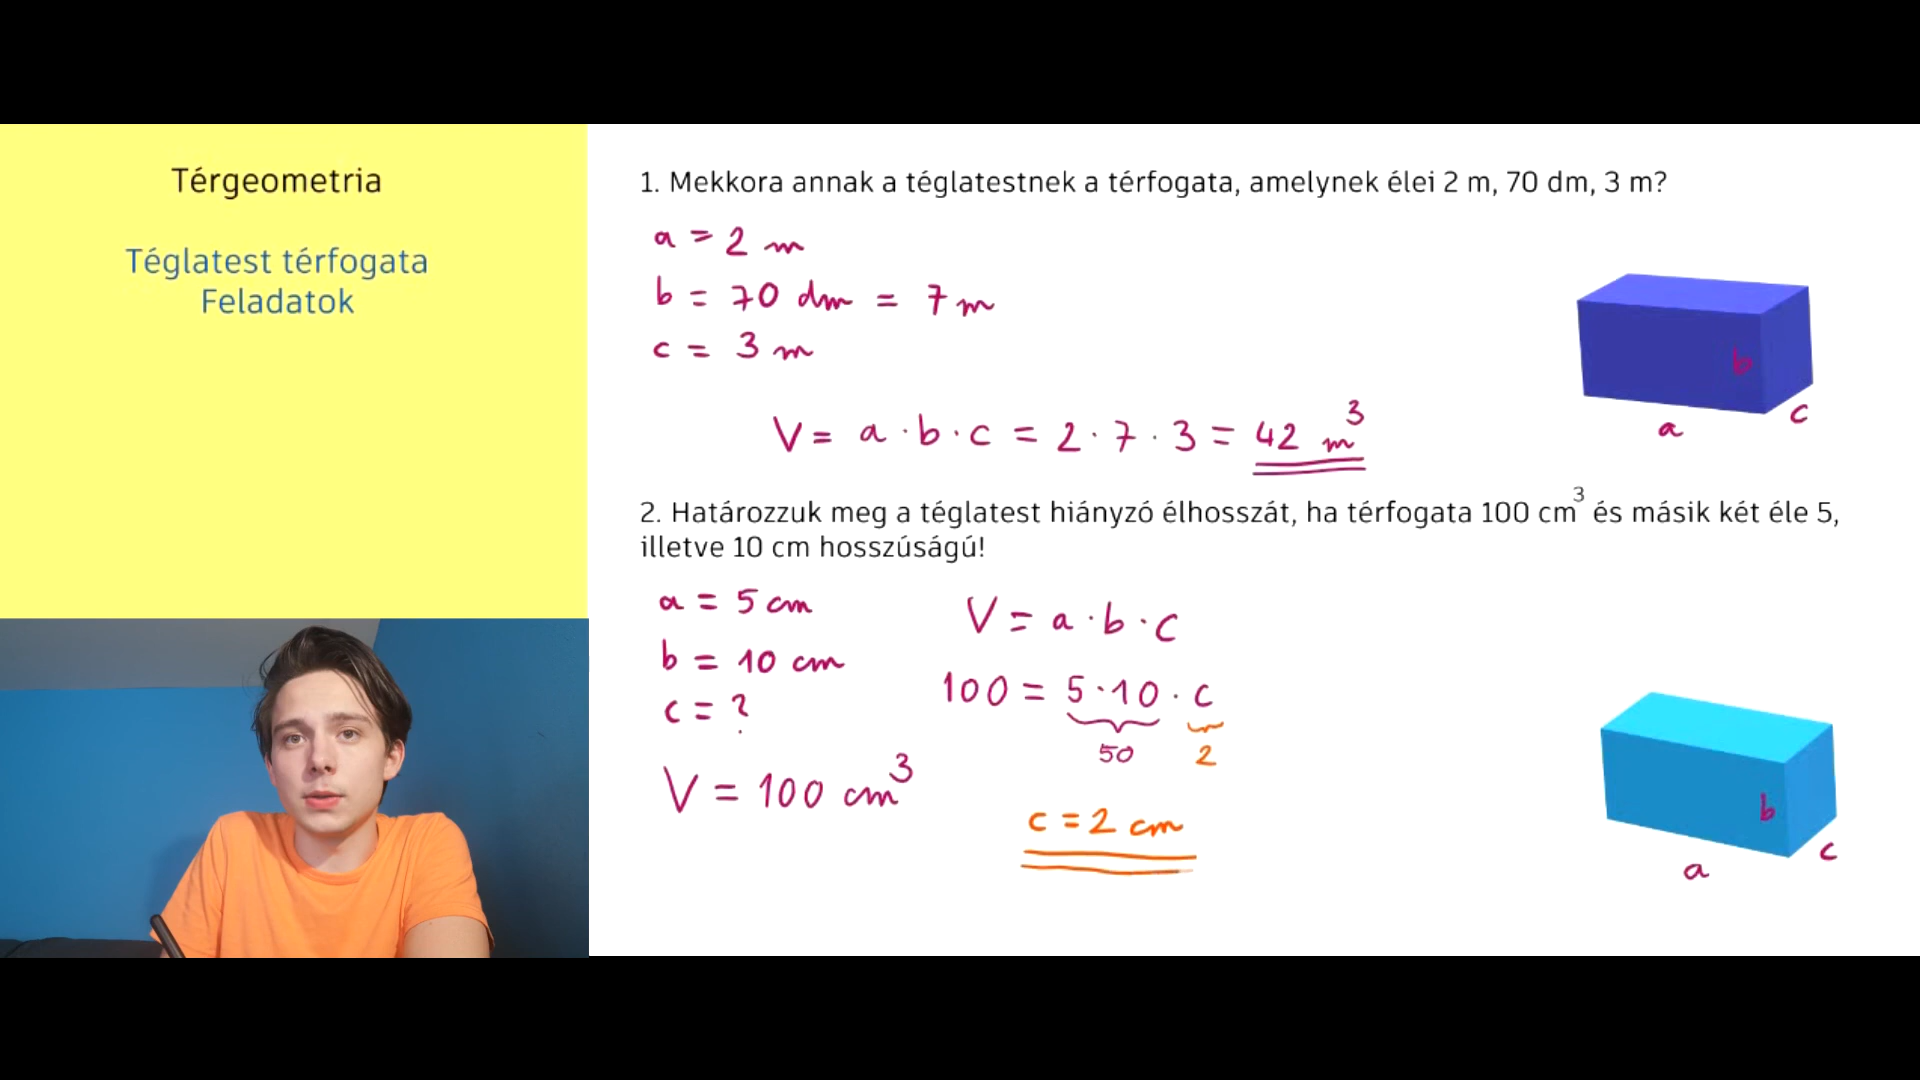 Térgeometria
Téglatest térfogata
Feladatok
1. Mekkora annak a téglatestnek a térfogata, amelynek élei 2 m, 70 dm, 3 m?
a = 2 m
b = 70 dm = 7 m
c = 3 m
V = a · b · c = 2 · 7 · 3 = 42 m³
b
c
a
2. Határozzuk meg a téglatest hiányzó élhosszát, ha térfogata 100 cm³ és másik két éle 5,
illetve 10 cm hosszúságú!
a = 5 cm
b = 10 cm
c = ?
V = 100 cm³
V = a · b · c
100 = 5 · 10 · c
50 2
c = 2 cm
b
c
a